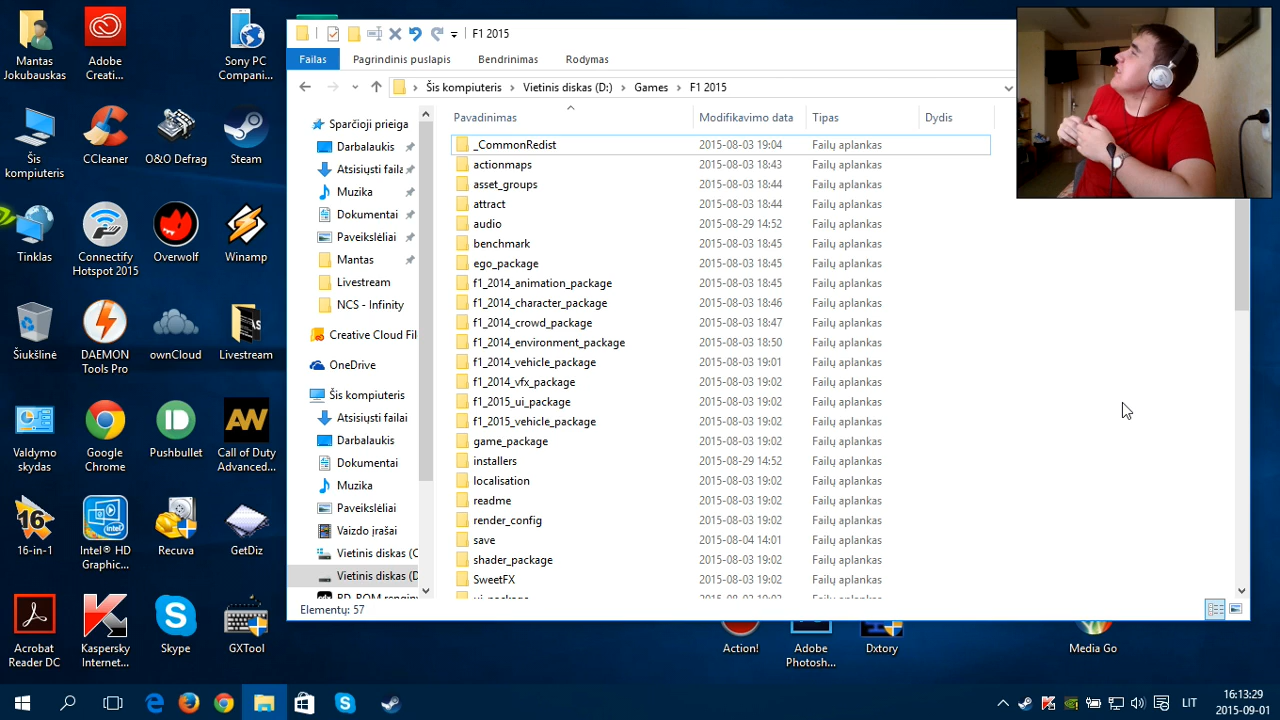 Mantas Jokubauskas
Adobe Creati...
Sony PC Compani...
Šis kompiuteris
CCleaner
O&O Defrag
Steam
Tinklas
Connectify Hotspot 2015
Overwolf
Winamp
Šiukšlinė
DAEMON Tools Pro
ownCloud
Livestream
Valdymo skydas
Google Chrome
Pushbullet
Call of Duty Advanced...
16-in-1
Intel® HD Graphic...
Recuva
GetDiz
Acrobat Reader DC
Kaspersky Internet...
Skype
GXTool
F1 2015
Failas Pagrindinis puslapis Bendrinimas Rodymas
Šis kompiuteris Vietinis diskas (D:) Games F1 2015
Sparčioji prieiga
Darbalaukis
Atsisiųsti faila
Muzika
Dokumentai
Paveikslėliai
Mantas
Livestream
NCS - Infinity
Creative Cloud Fil
OneDrive
Šis kompiuteris
Atsisiųsti failai
Darbalaukis
Dokumentai
Muzika
Paveikslėliai
Vaizdo įrašai
Vietinis diskas (C
Vietinis diskas (D
Pavadinimas Modifikavimo data Tipas Dydis
_CommonRedist 2015-08-03 19:04 Failų aplankas
actionmaps 2015-08-03 18:43 Failų aplankas
asset_groups 2015-08-03 18:44 Failų aplankas
attract 2015-08-03 18:44 Failų aplankas
audio 2015-08-29 14:52 Failų aplankas
benchmark 2015-08-03 18:45 Failų aplankas
ego_package 2015-08-03 18:45 Failų aplankas
f1_2014_animation_package 2015-08-03 18:45 Failų aplankas
f1_2014_character_package 2015-08-03 18:46 Failų aplankas
f1_2014_crowd_package 2015-08-03 18:47 Failų aplankas
f1_2014_environment_package 2015-08-03 18:50 Failų aplankas
f1_2014_vehicle_package 2015-08-03 19:01 Failų aplankas
f1_2014_vfx_package 2015-08-03 19:02 Failų aplankas
f1_2015_ui_package 2015-08-03 19:02 Failų aplankas
f1_2015_vehicle_package 2015-08-03 19:02 Failų aplankas
game_package 2015-08-03 19:02 Failų aplankas
installers 2015-08-29 14:52 Failų aplankas
localisation 2015-08-03 19:02 Failų aplankas
readme 2015-08-03 19:02 Failų aplankas
render_config 2015-08-03 19:02 Failų aplankas
save 2015-08-04 14:01 Failų aplankas
shader_package 2015-08-03 19:02 Failų aplankas
SweetFX 2015-08-03 19:02 Failų aplankas
Elementų: 57
Action!
Adobe Photosh...
Dxtory
Media Go
LIT
16:13:29
2015-09-01